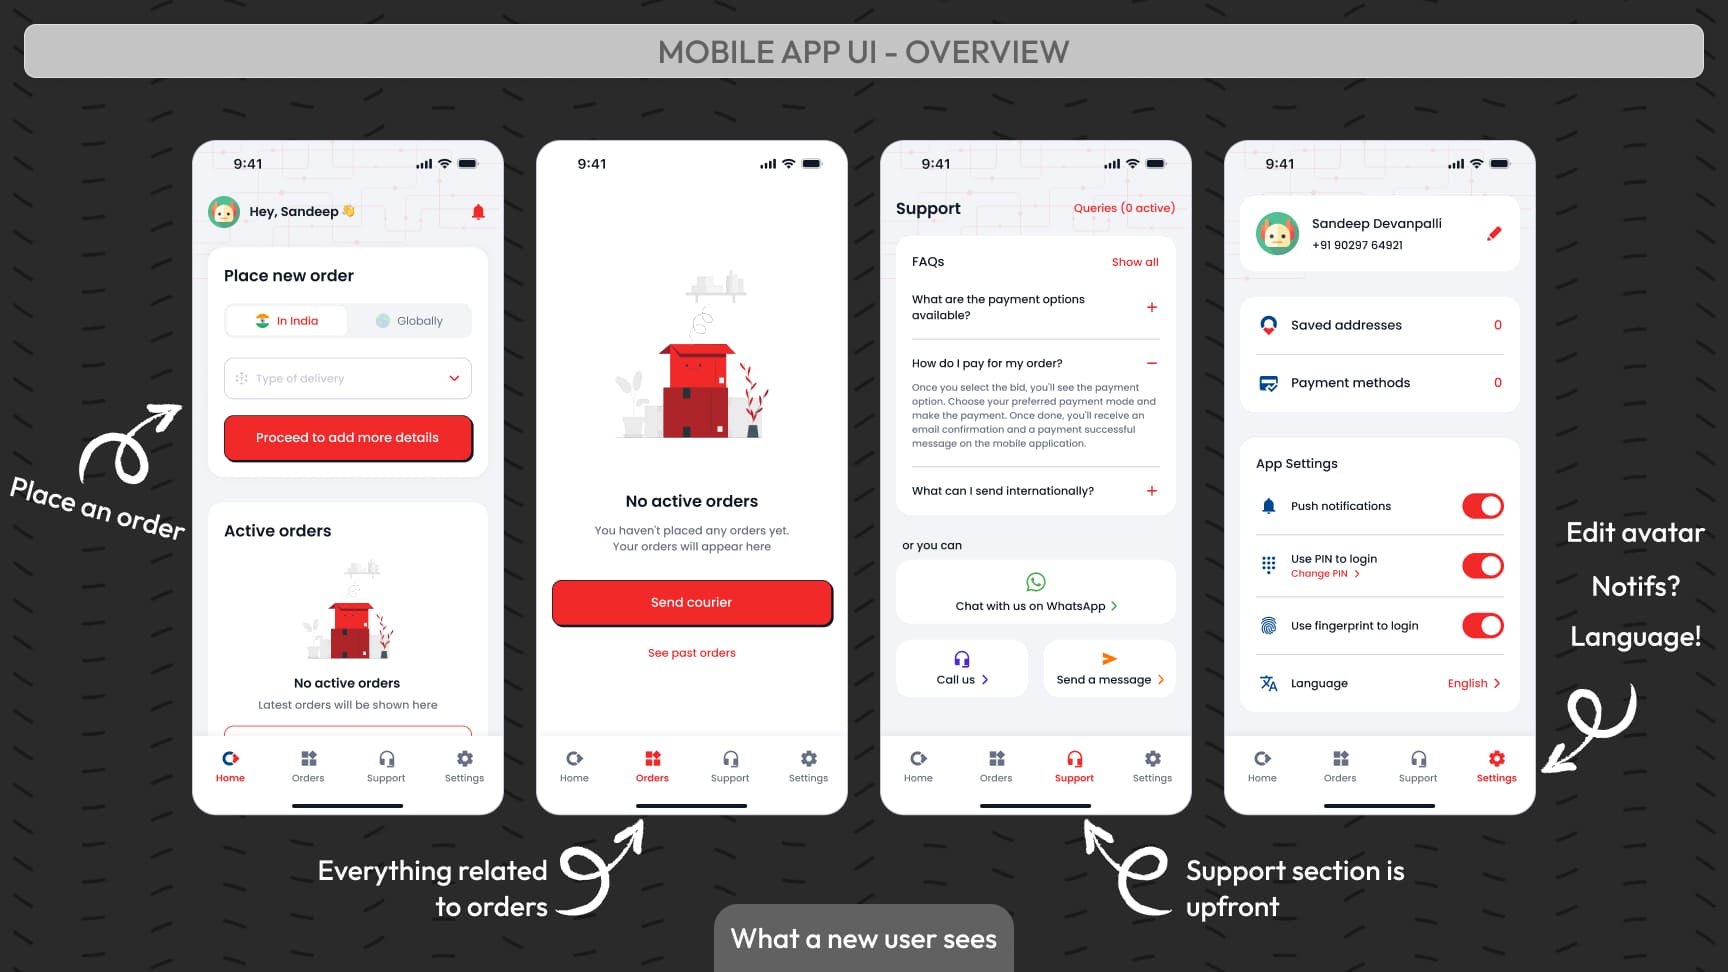 MOBILE APP UI - OVERVIEW
9:41
Hey, Sandeep 👋
Place new order
In India
Globally
Type of delivery
Proceed to add more details
Active orders
No active orders
Latest orders will be shown here
Home
Orders
Support
Settings
Place an order
9:41
No active orders
You haven't placed any orders yet.
Your orders will appear here
Send courier
See past orders
Home
Orders
Support
Settings
Everything related
to orders
9:41
Support
Queries (0 active)
FAQs
Show all
What are the payment options
available?
How do I pay for my order?
Once you select the bid, you'll see the payment
option. Choose your preferred payment mode and
make the payment. Once done, you'll receive an
email confirmation and a payment successful
message on the mobile application.
What can I send internationally?
or you can
Chat with us on WhatsApp
Call us
Send a message
Home
Orders
Support
Settings
Support section is
upfront
9:41
Sandeep Devanpalli
+91 90297 64921
Saved addresses
0
Payment methods
0
App Settings
Push notifications
Use PIN to login
Change PIN
Use fingerprint to login
Language
English
Home
Orders
Support
Settings
Edit avatar
Notifs?
Language!
What a new user sees